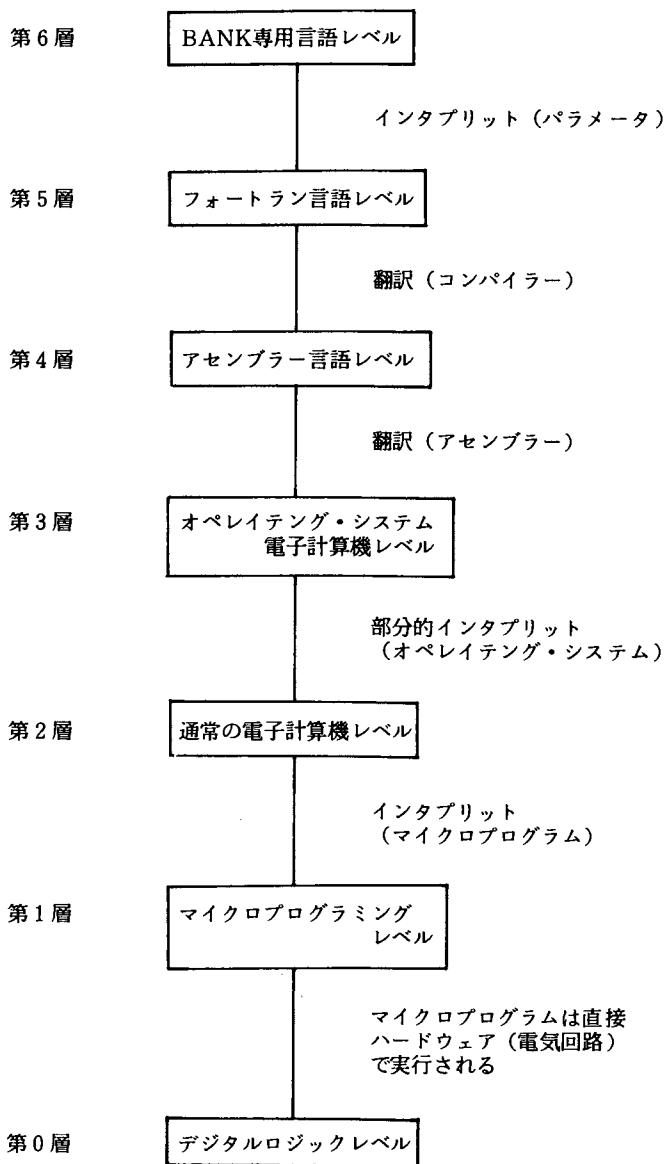 第6層
BANK専用言語レベル
インタプリット（パラメータ）
第5層
フォートラン言語レベル
翻訳（コンパイラー）
第4層
アセンブラー言語レベル
翻訳（アセンブラー）
第3層
オペレイテング・システム
電子計算機レベル
部分的インタプリット
（オペレイテング・システム）
第2層
通常の電子計算機レベル
インタプリット
（マイクロプログラム）
第1層
マイクロプログラミング
レベル
マイクロプログラムは直接
ハードウェア（電気回路）
で実行される
第0層
デジタルロジックレベル